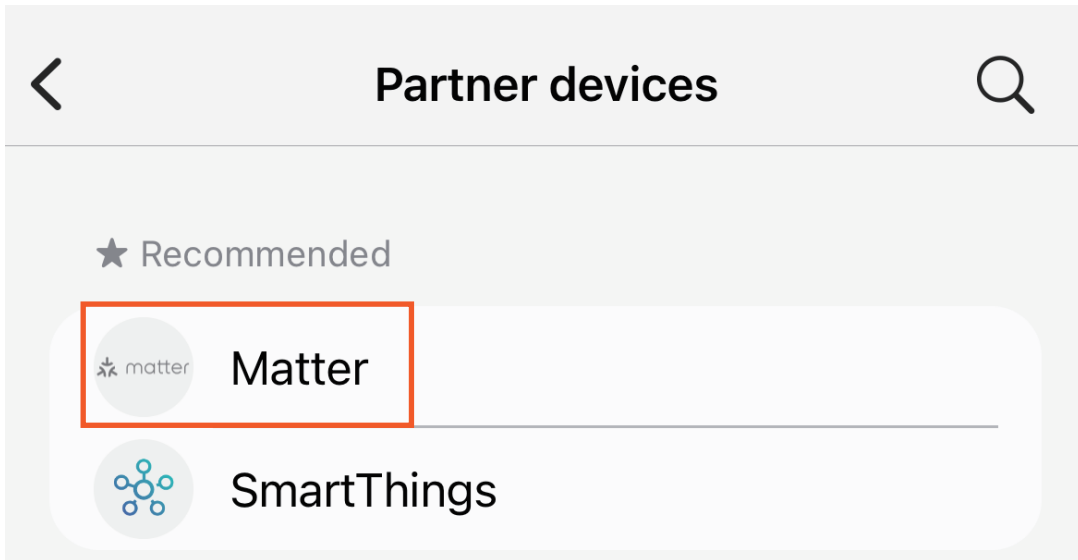 Partner devices
Recommended
matter Matter
SmartThings